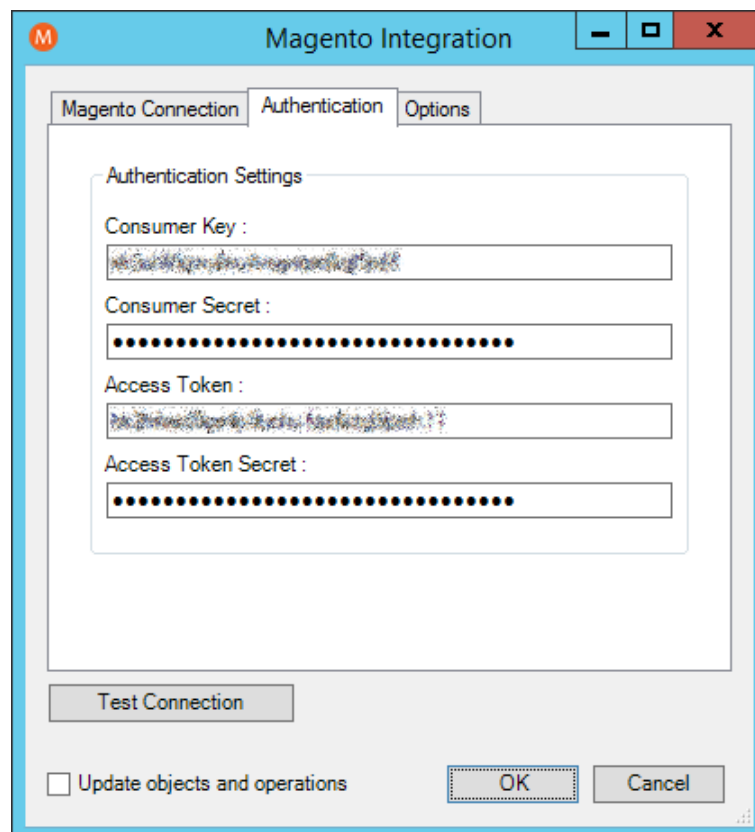 M
Magento Integration
Magento Connection Authentication Options
Authentication Settings
Consumer Key :
Consumer Secret :
●●●●●●●●●●●●●●●●●●●●●●●●●●●●●●●●
Access Token :
Access Token Secret :
●●●●●●●●●●●●●●●●●●●●●●●●●●●●●●●●
Test Connection
Update objects and operations
OK
Cancel